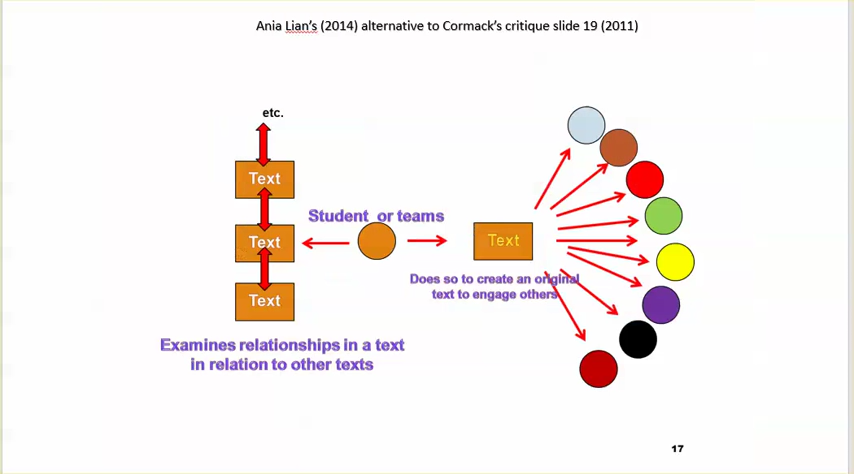 Ania Lian's (2014) alternative to Cormack's critique slide 19 (2011)
etc.
Text
Text
Text
Student or teams
Text
Does so to create an original
text to engage others
Examines relationships in a text
in relation to other texts
17